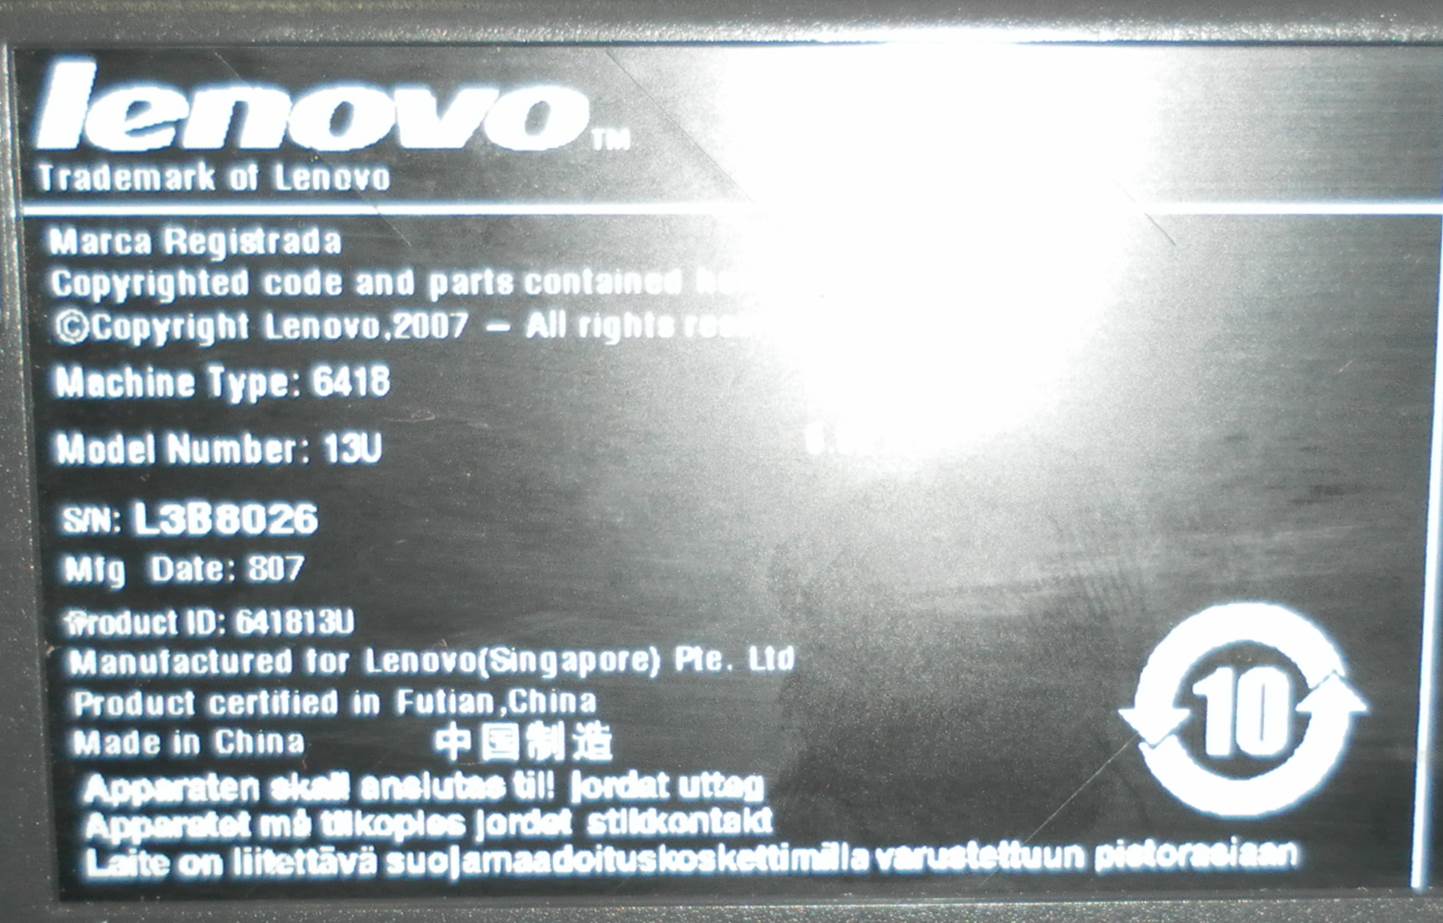 lenovo TM
Trademark of Lenovo
Marca Registrada
Copyrighted code and parts contained
©Copyright Lenovo,2007 – All rights
Machine Type: 6418
Model Number: 13U
S/N: L3B8026
Mfg Date: 807
Product ID: 641813U
Manufactured for Lenovo(Singapore) Pte. Ltd
Product certified in Futian,China
Made in China 中国制造
10
Apparaten skall anslutas till jordat uttag
Apparatet må tilkoples jordet stikkontakt
Laite on liitettävä suojamaadoituskoskettimilla varustettuun pistorasiaan